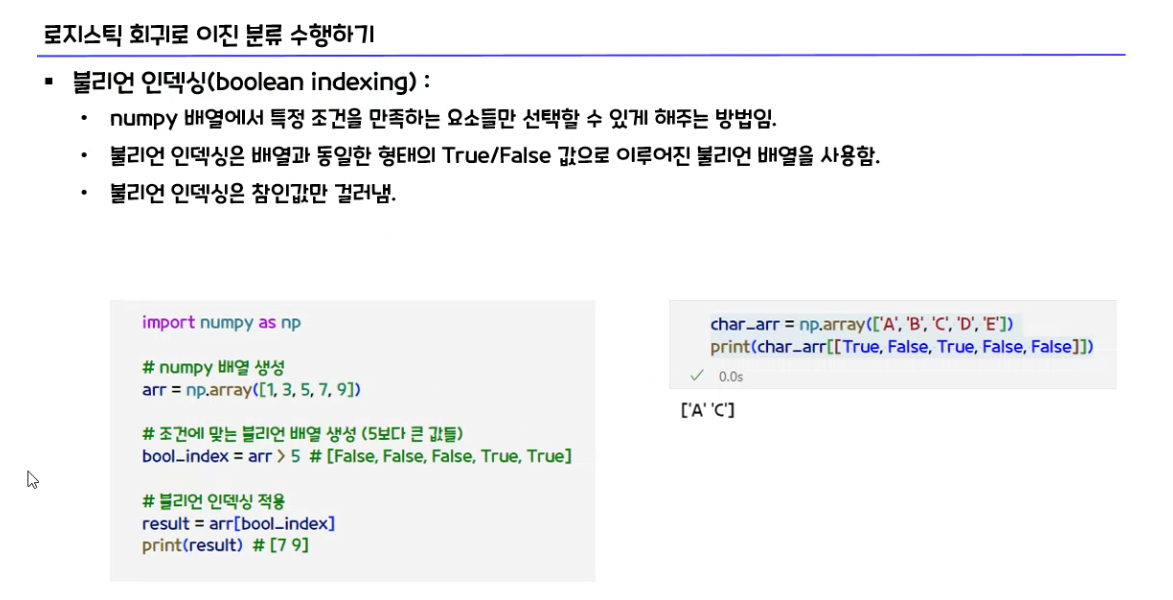 로지스틱 회귀로 이진 분류 수행하기
▪ 불리언 인덱싱(boolean indexing) :
• numpy 배열에서 특정 조건을 만족하는 요소들만 선택할 수 있게 해주는 방법임.
• 불리언 인덱싱은 배열과 동일한 형태의 True/False 값으로 이루어진 불리언 배열을 사용함.
• 불리언 인덱싱은 참인값만 걸러냄.
import numpy as np
# numpy 배열 생성
arr = np.array([1, 3, 5, 7, 9])
# 조건에 맞는 불리언 배열 생성 (5보다 큰 값들)
bool_index = arr > 5 # [False, False, False, True, True]
# 불리언 인덱싱 적용
result = arr[bool_index]
print(result) # [7 9]
char_arr = np.array(['A', 'B', 'C', 'D', 'E'])
print(char_arr[[True, False, True, False, False]])
✓ 0.0s
['A' 'C']